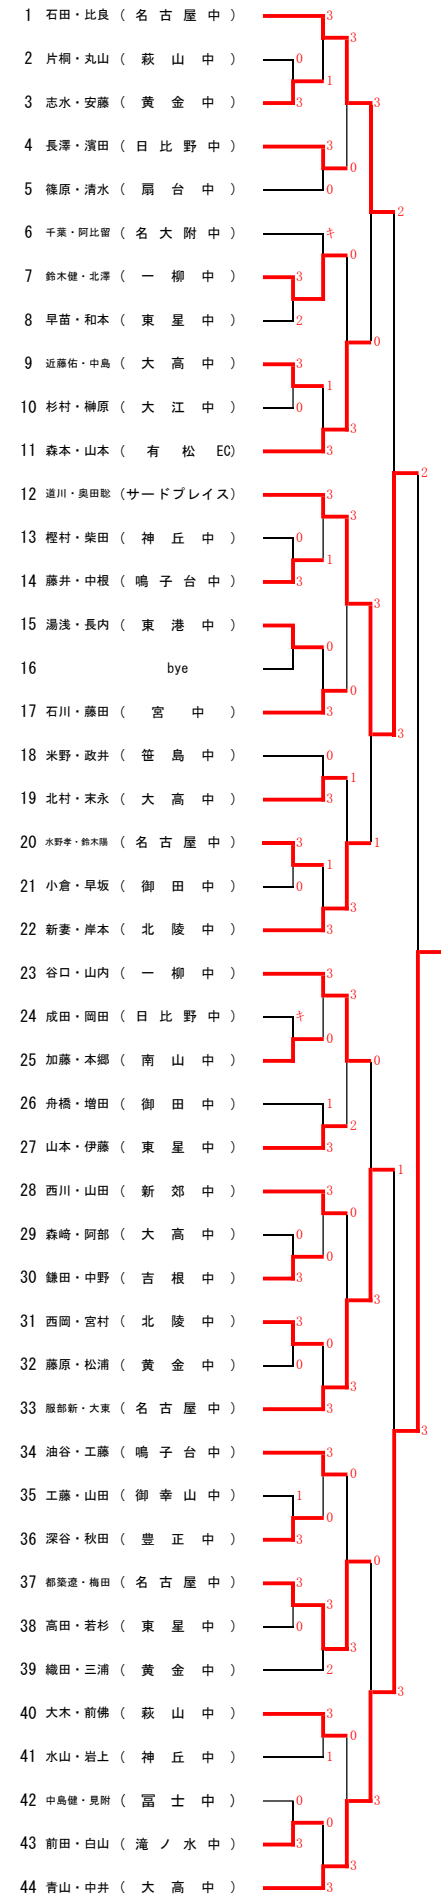 1 石田・比良 ( 名 古 屋 中 ) 3
3
2 片桐・丸山 ( 萩 山 中 ) 0
1
3 志水・安藤 ( 黄 金 中 ) 3
3
4 長澤・濱田 ( 日 比 野 中 ) 3
0
5 篠原・清水 ( 扇 台 中 ) 0
2
6 千葉・阿比留 ( 名 大 附 中 ) キ
0
7 鈴木健・北澤 ( 一 柳 中 ) 3
8 早苗・和本 ( 東 星 中 ) 2
0
9 近藤佑・中島 ( 大 高 中 ) 3
1
10 杉村・榊原 ( 大 江 中 ) 0
3
11 森本・山本 ( 有 松 EC) 3
2
12 道川・奥田聡 (サードプレイス) 3
3
13 樫村・柴田 ( 神 丘 中 ) 0
1
14 藤井・中根 ( 鳴 子 台 中 ) 3
3
15 湯浅・長内 ( 東 港 中 )
0
16 bye
0
17 石川・藤田 ( 宮 中 ) 3
3
18 米野・政井 ( 笹 島 中 ) 0
1
19 北村・末永 ( 大 高 中 ) 3
20 水野孝・鈴木陽 ( 名 古 屋 中 ) 3
1
1
21 小倉・早坂 ( 御 田 中 ) 0
3
22 新妻・岸本 ( 北 陵 中 ) 3
23 谷口・山内 ( 一 柳 中 ) 3
3
24 成田・岡田 ( 日 比 野 中 ) キ
0
25 加藤・本郷 ( 南 山 中 )
0
26 舟橋・増田 ( 御 田 中 ) 1
2
27 山本・伊藤 ( 東 星 中 ) 3
1
28 西川・山田 ( 新 郊 中 ) 3
0
29 森﨑・阿部 ( 大 高 中 ) 0
0
30 鎌田・中野 ( 吉 根 中 ) 3
3
31 西岡・宮村 ( 北 陵 中 ) 3
0
32 藤原・松浦 ( 黄 金 中 ) 0
3
33 服部新・大東 ( 名 古 屋 中 ) 3
3
34 油谷・工藤 ( 鳴 子 台 中 ) 3
0
35 工藤・山田 ( 御 幸 山 中 ) 1
0
36 深谷・秋田 ( 豊 正 中 ) 3
0
37 都築遼・梅田 ( 名 古 屋 中 ) 3
3
38 高田・若杉 ( 東 星 中 ) 0
3
39 織田・三浦 ( 黄 金 中 ) 2
3
40 大木・前佛 ( 萩 山 中 ) 3
0
41 水山・岩上 ( 神 丘 中 ) 1
42 中島健・見附 ( 冨 士 中 ) 0
3
0
43 前田・白山 ( 滝 ノ 水 中 ) 3
3
44 青山・中井 ( 大 高 中 ) 3